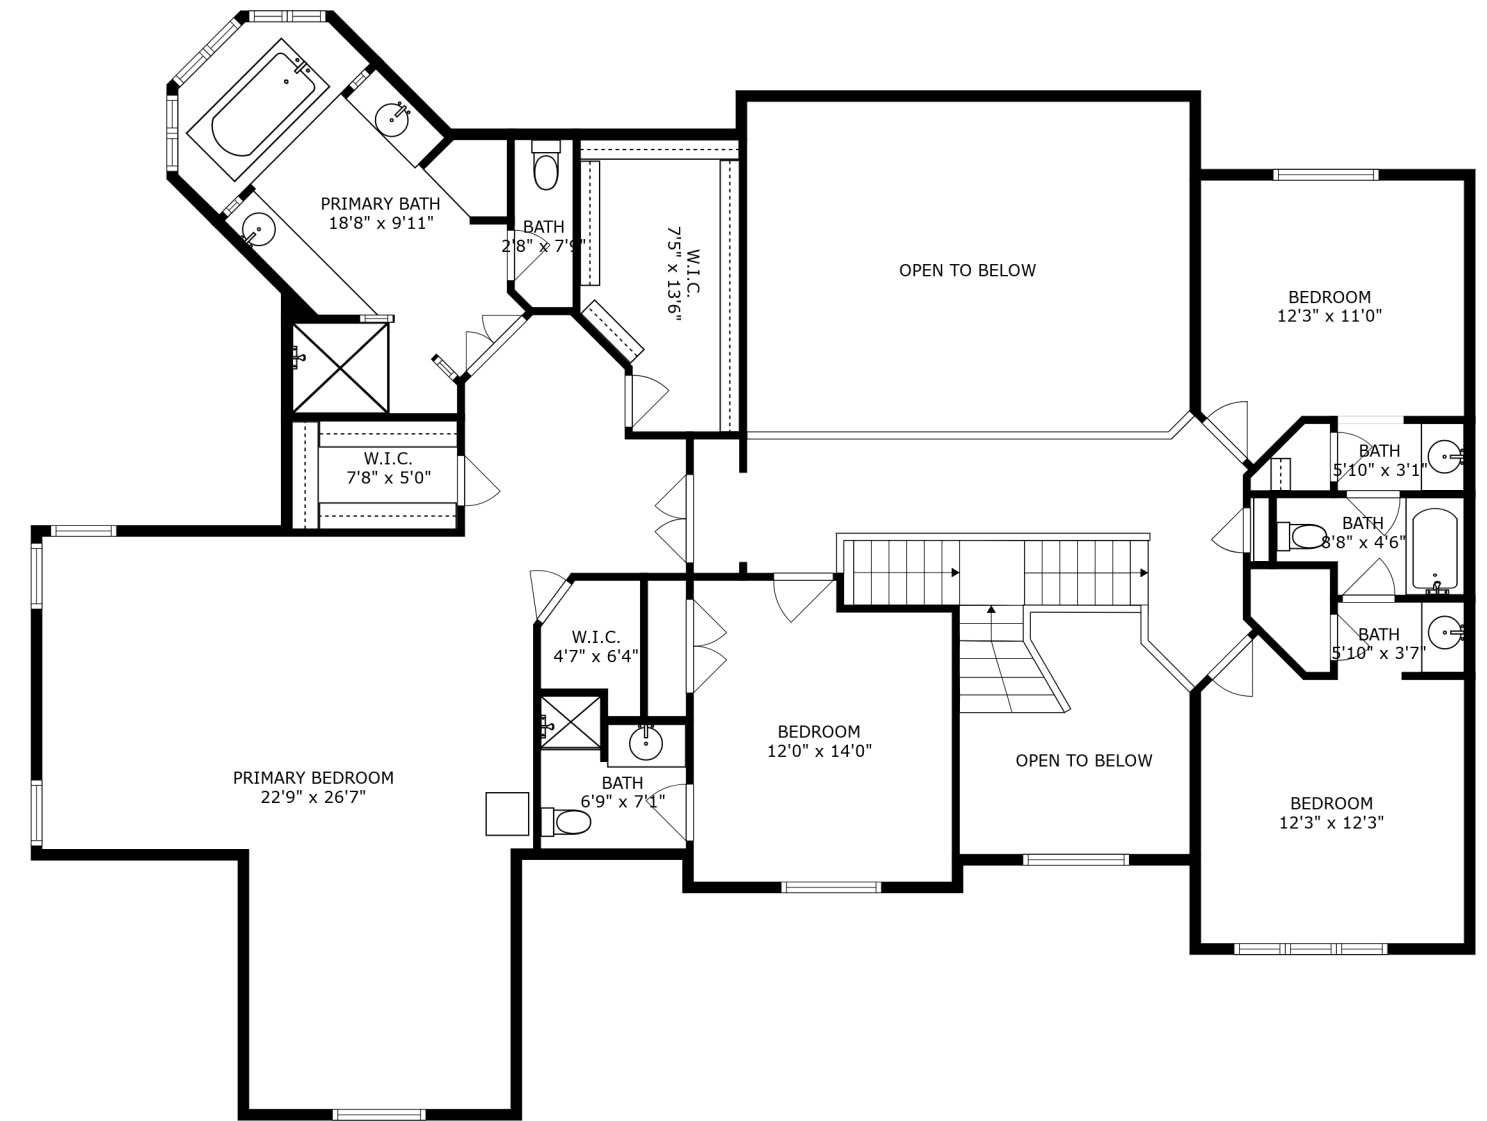 PRIMARY BATH
18'8" x 9'11"
BATH
2'8" x 7'9"
W.I.C.
7'5" x 13'6"
OPEN TO BELOW
BEDROOM
12'3" x 11'0"
W.I.C.
7'8" x 5'0"
BATH
5'10" x 3'1"
BATH
8'8" x 4'6"
W.I.C.
4'7" x 6'4"
BATH
5'10" x 3'7"
BEDROOM
12'0" x 14'0"
OPEN TO BELOW
PRIMARY BEDROOM
22'9" x 26'7"
BATH
6'9" x 7'1"
BEDROOM
12'3" x 12'3"